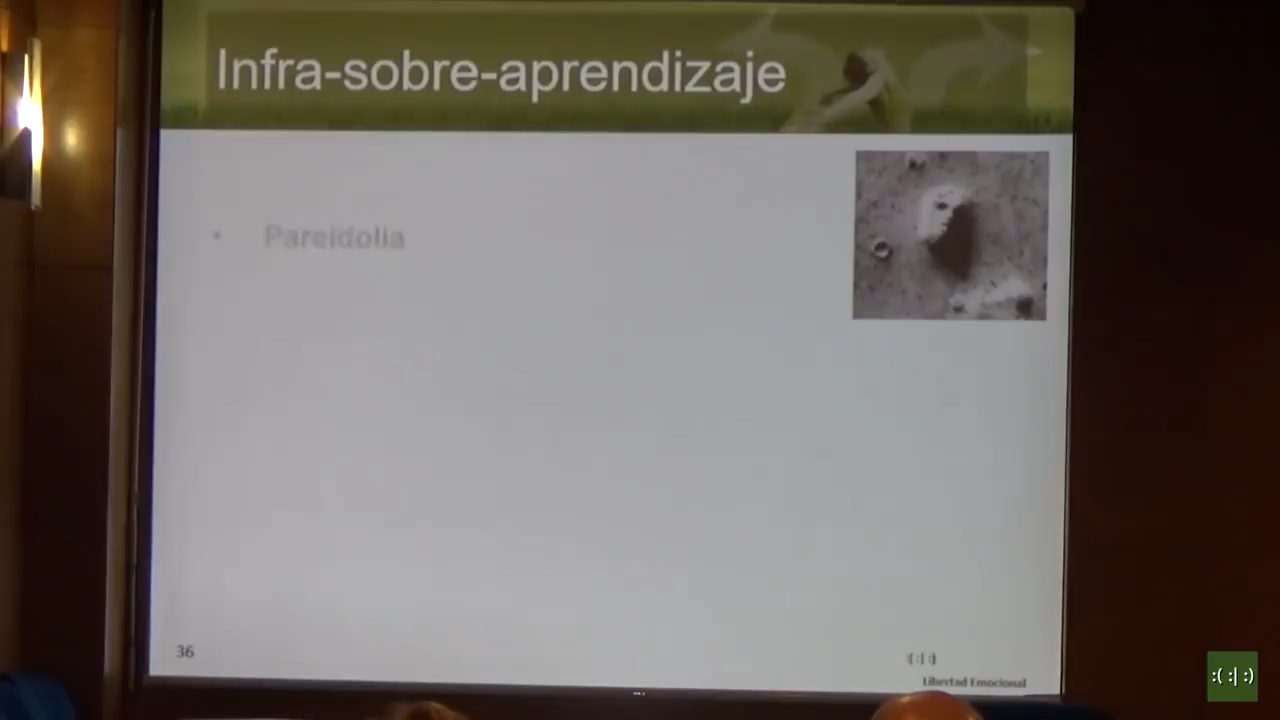 Infra-sobre-aprendizaje
• Pareidolia
36
:( :| :)
Libertad Emocional
:( :| :)